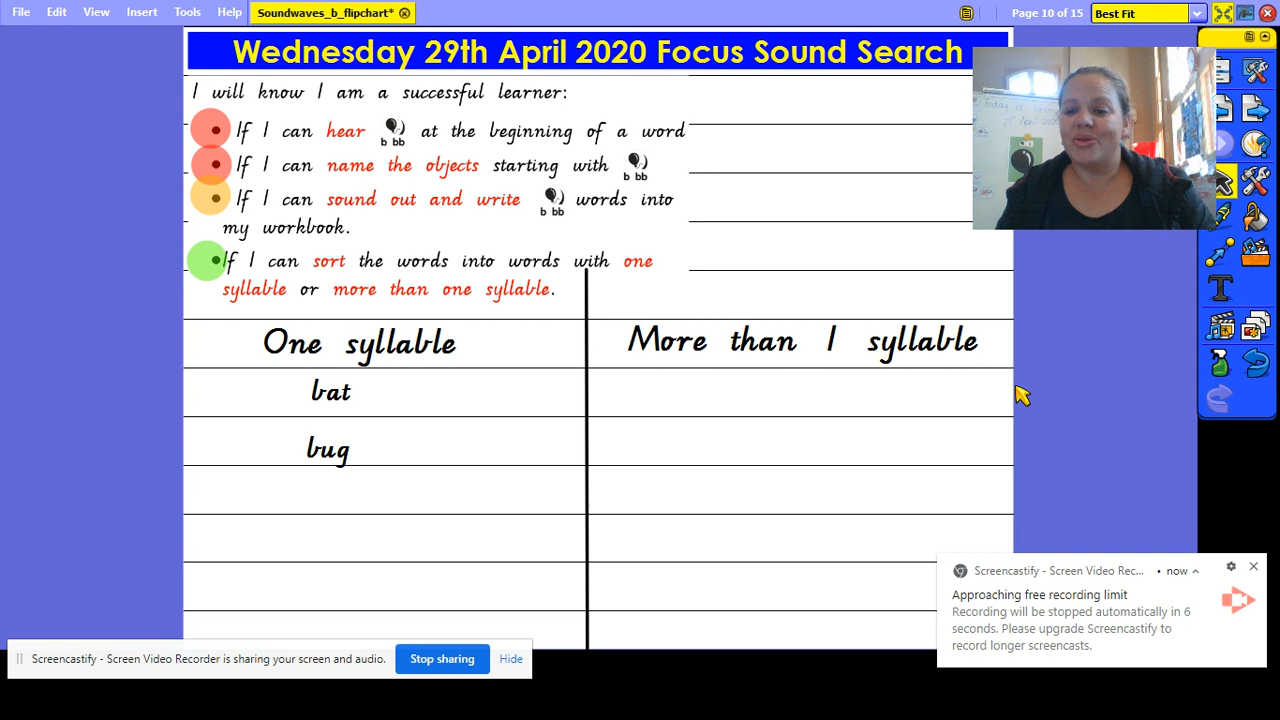 File Edit View Insert Tools Help Soundwaves_b_flipchart* Page 10 of 15 Best Fit
Wednesday 29th April 2020 Focus Sound Search
I will know I am a successful learner:
• If I can hear b bb at the beginning of a word
• If I can name the objects starting with b bb
• If I can sound out and write b bb words into
my workbook.
• If I can sort the words into words with one
syllable or more than one syllable.
One syllable More than 1 syllable
bat
bug
Screencastify - Screen Video Rec... • now
Approaching free recording limit
Recording will be stopped automatically in 6
seconds. Please upgrade Screencastify to
record longer screencasts.
Screencastify - Screen Video Recorder is sharing your screen and audio. Stop sharing Hide